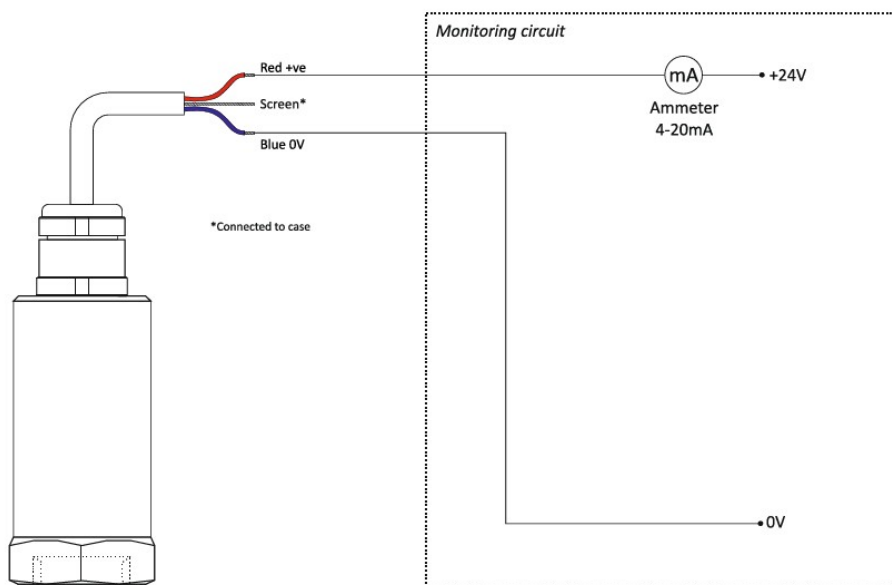 Monitoring circuit
Red +ve
mA
+24V
Screen*
Ammeter
4-20mA
Blue 0V
*Connected to case
0V